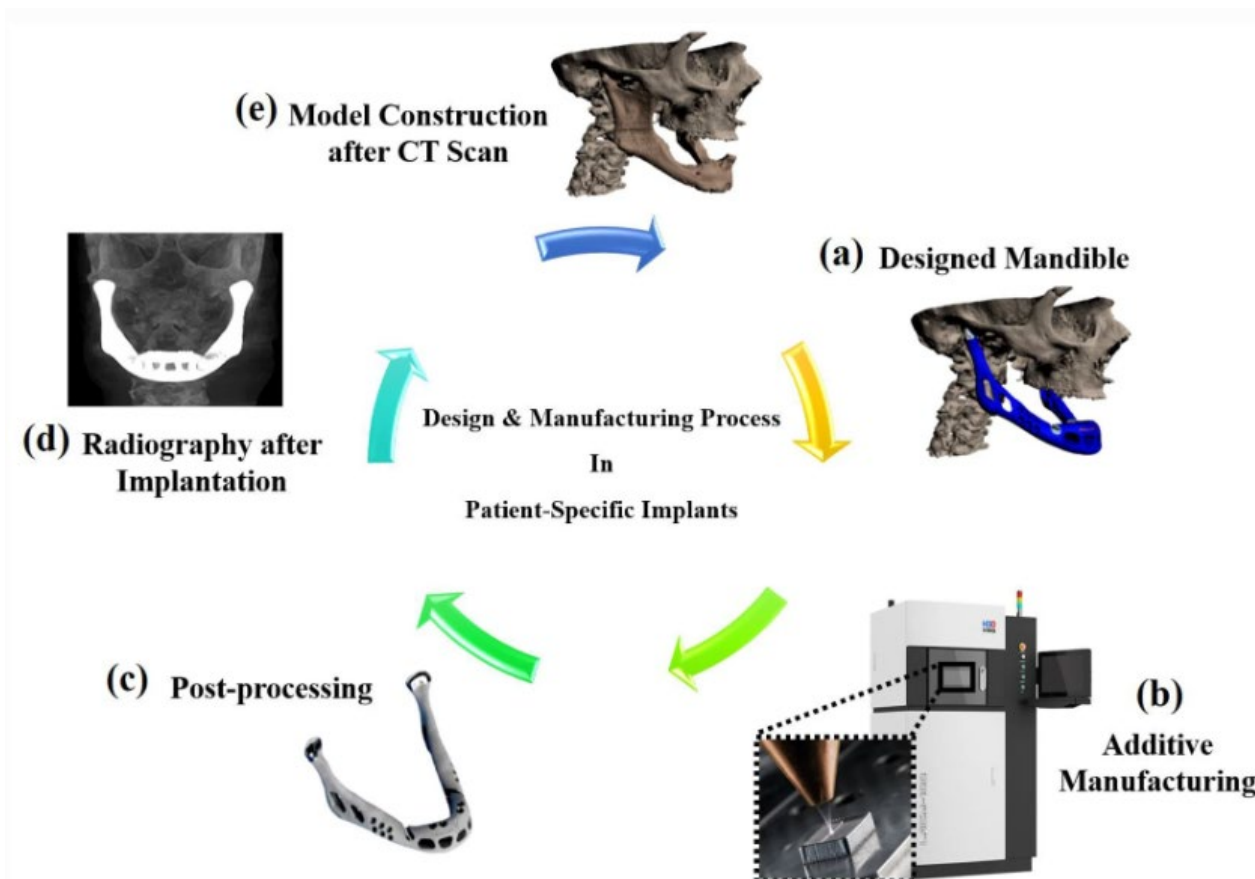 (e) Model Construction
after CT Scan
(a) Designed Mandible
(d) Radiography after
Implantation
Design & Manufacturing Process
In
Patient-Specific Implants
(c) Post-processing
(b)
Additive
Manufacturing